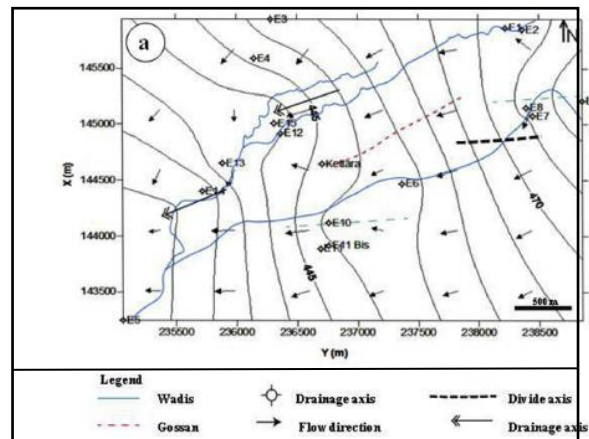 a
E3
E1
E2
N
E4
145500
E8
E7
E
145000
E15
E12
465
Kettara
470
X (m)
E13
144500
E14
E6
E10
144000
E11 Bis
445
143500
500 m
E5
235500 236000 236500 237000 237500 238000 238500
Y (m)
Legend
Wadis
Drainage axis
Divide axis
Gossan
Flow direction
Drainage axis